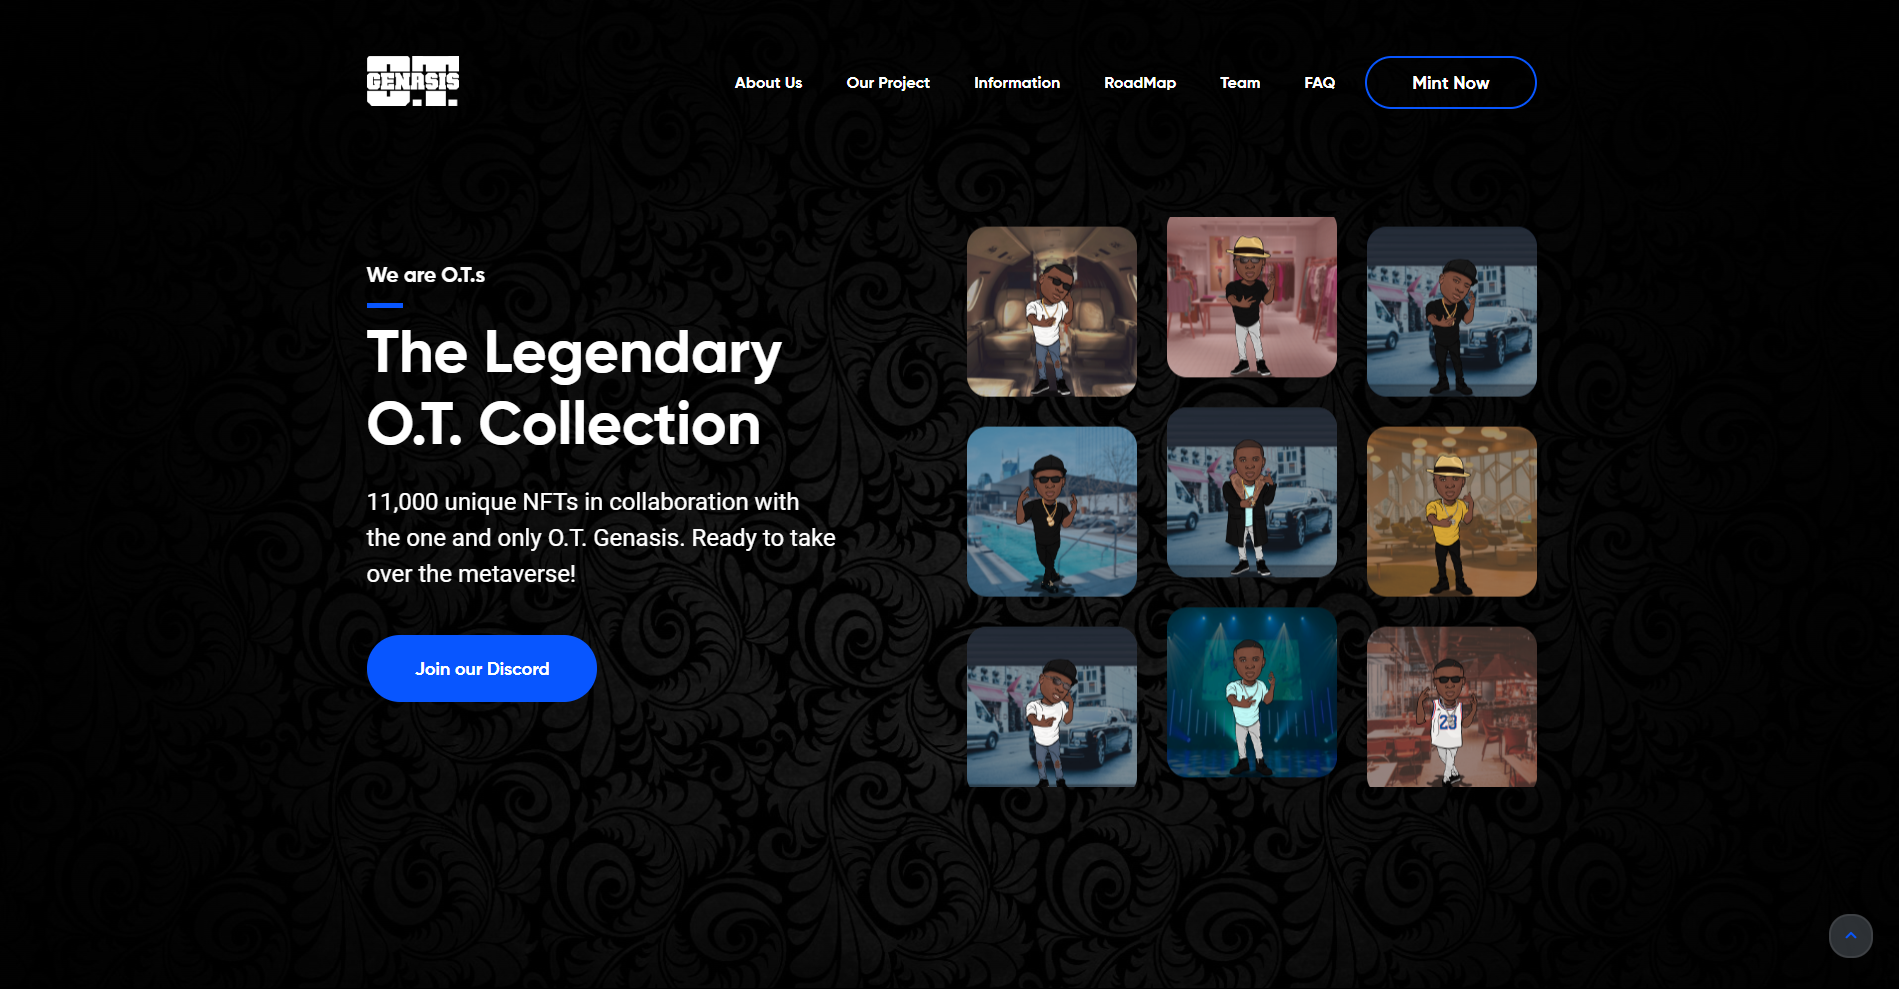 O.T.
GENASIS
About Us
Our Project
Information
RoadMap
Team
FAQ
Mint Now
We are O.T.s
The Legendary
O.T. Collection
11,000 unique NFTs in collaboration with
the one and only O.T. Genasis. Ready to take
over the metaverse!
Join our Discord
23